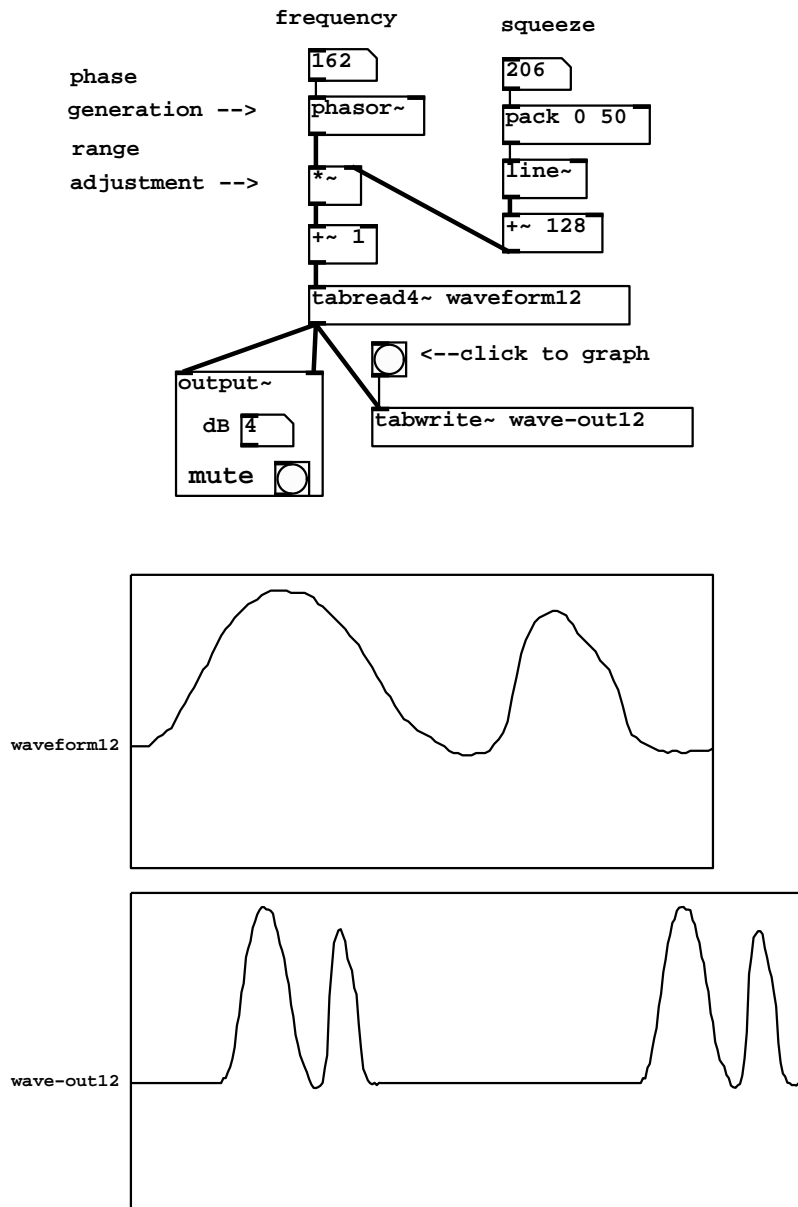 frequency
squeeze
162
206
phase
generation -->
phasor~
pack 0 50
range
adjustment -->
*~
line~
+~ 1
+~ 128
tabread4~ waveform12
<--click to graph
output~
dB 4
tabwrite~ wave-out12
mute
waveform12
wave-out12